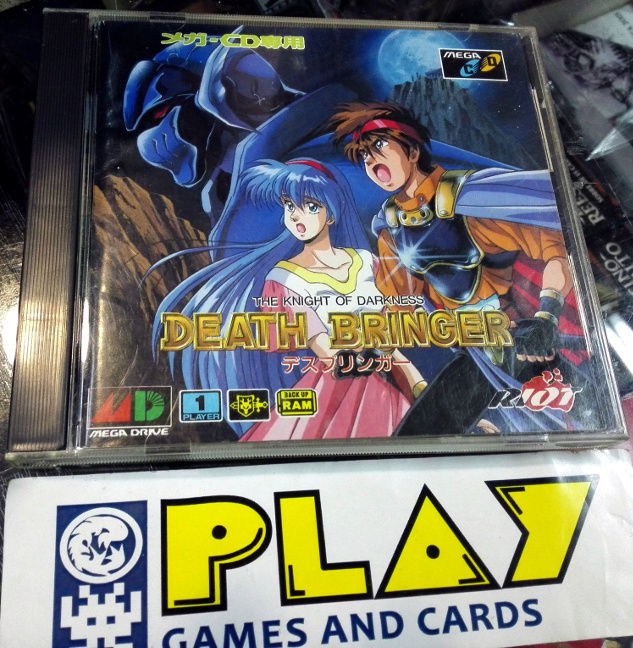 メガ-CD専用
MEGA
CD
THE KNIGHT OF DARKNESS
DEATH BRINGER
デスブリンガー
MD
MEGA DRIVE
1
PLAYER
BACK UP
RAM
RIOT
PLAY
GAMES AND CARDS